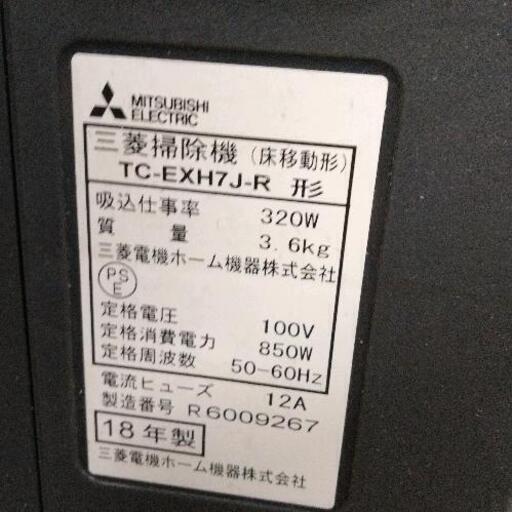 MITSUBISHI
ELECTRIC
三菱掃除機(床移動形)
TC-EXH7J-R 形
吸込仕事率 320W
質量 3.6kg
三菱電機ホーム機器株式会社
PS
E
定格電圧 100V
定格消費電力 850W
定格周波数 50-60Hz
電流ヒューズ 12A
製造番号 R6009267
18年製
三菱電機ホーム機器株式会社